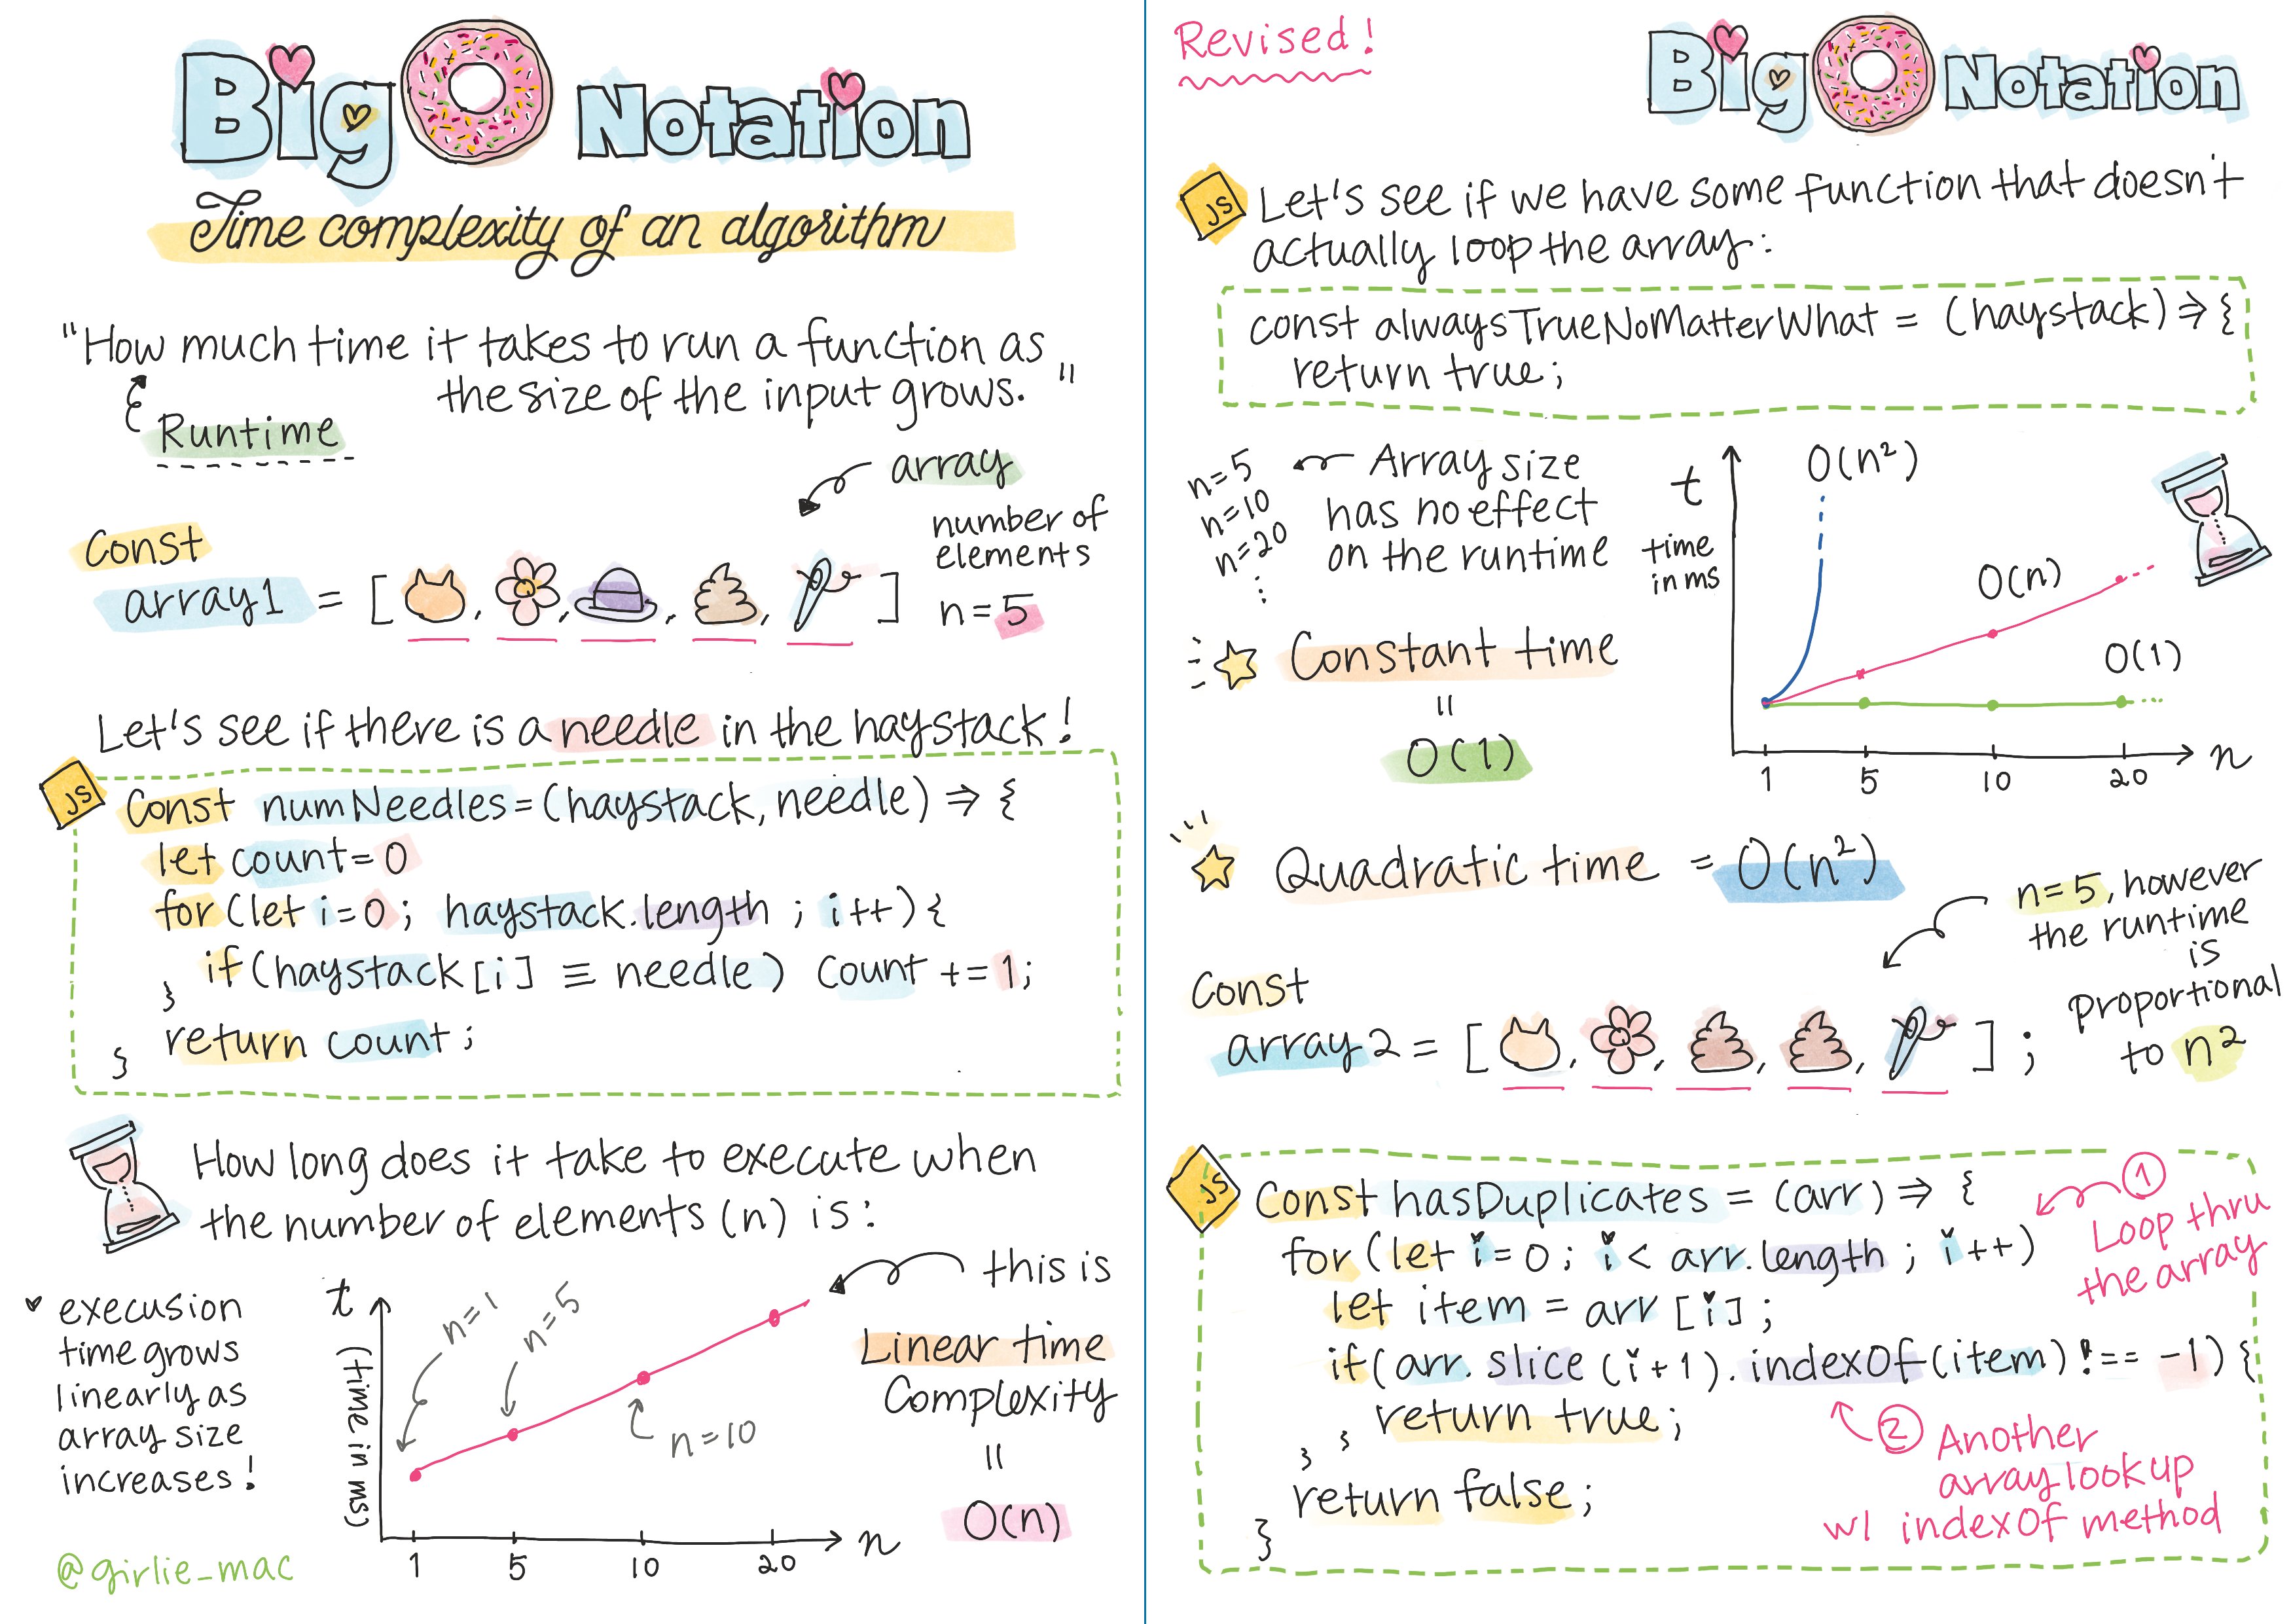 Big O Notation
Time complexity of an algorithm
"How much time it takes to run a function as
the size of the input grows."
Runtime
array
Const
array1 = [ , , , , ]
number of
elements
n=5
Let's see if there is a needle in the haystack!
JS
Const numNeedles=(haystack, needle) => {
let count=0
for (let i=0; haystack.length ; i++){
if (haystack[i] ≡ needle) count += 1;
}
return count;
}
How long does it take to execute when
the number of elements (n) is:
execusion
time grows
linearly as
array size
increases!
t
(time in ms)
n=1
n=5
n=10
1 5 10 20
n
this is
Linear time
Complexity
=
O(n)
@girlie_mac
Revised!
Big O Notation
JS
Let's see if we have some function that doesn't
actually loop the array:
const alwaysTrueNoMatterWhat = (haystack) => {
return true;
n=5
n=10
n=20
⋮
Array size
has no effect
on the runtime
Constant time
=
O(1)
t
time
in ms
O(n²)
O(n)
O(1)
1 5 10 20
n
Quadratic time = O(n²)
n=5, however
the runtime
is
proportional
to n²
Const
array2 = [ , , , , ] ;
JS
Const hasDuplicates = (arr) => {
for (let i=0; i < arr.length ; i++)
let item = arr [i];
if(arr. slice (i+1). indexOf(item) !== -1) {
return true;
} }
return false;
}
1
Loop thru
the array
2 Another
array look up
w/ indexOf method